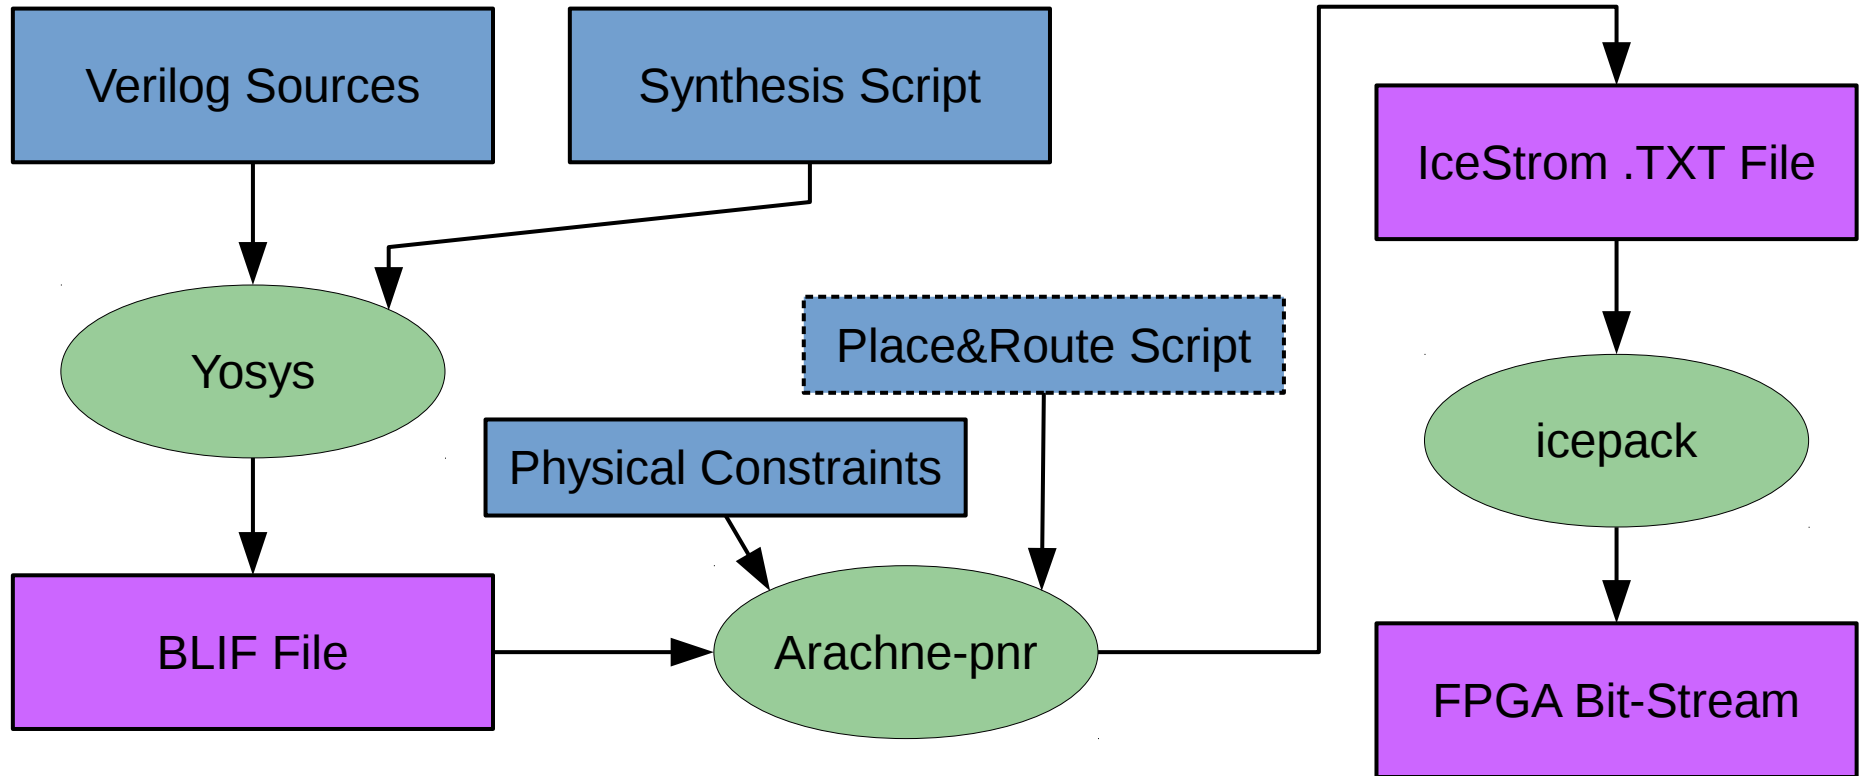 Verilog Sources
Synthesis Script
IceStrom .TXT File
Place&Route Script
Yosys
Physical Constraints
icepack
BLIF File
Arachne-pnr
FPGA Bit-Stream